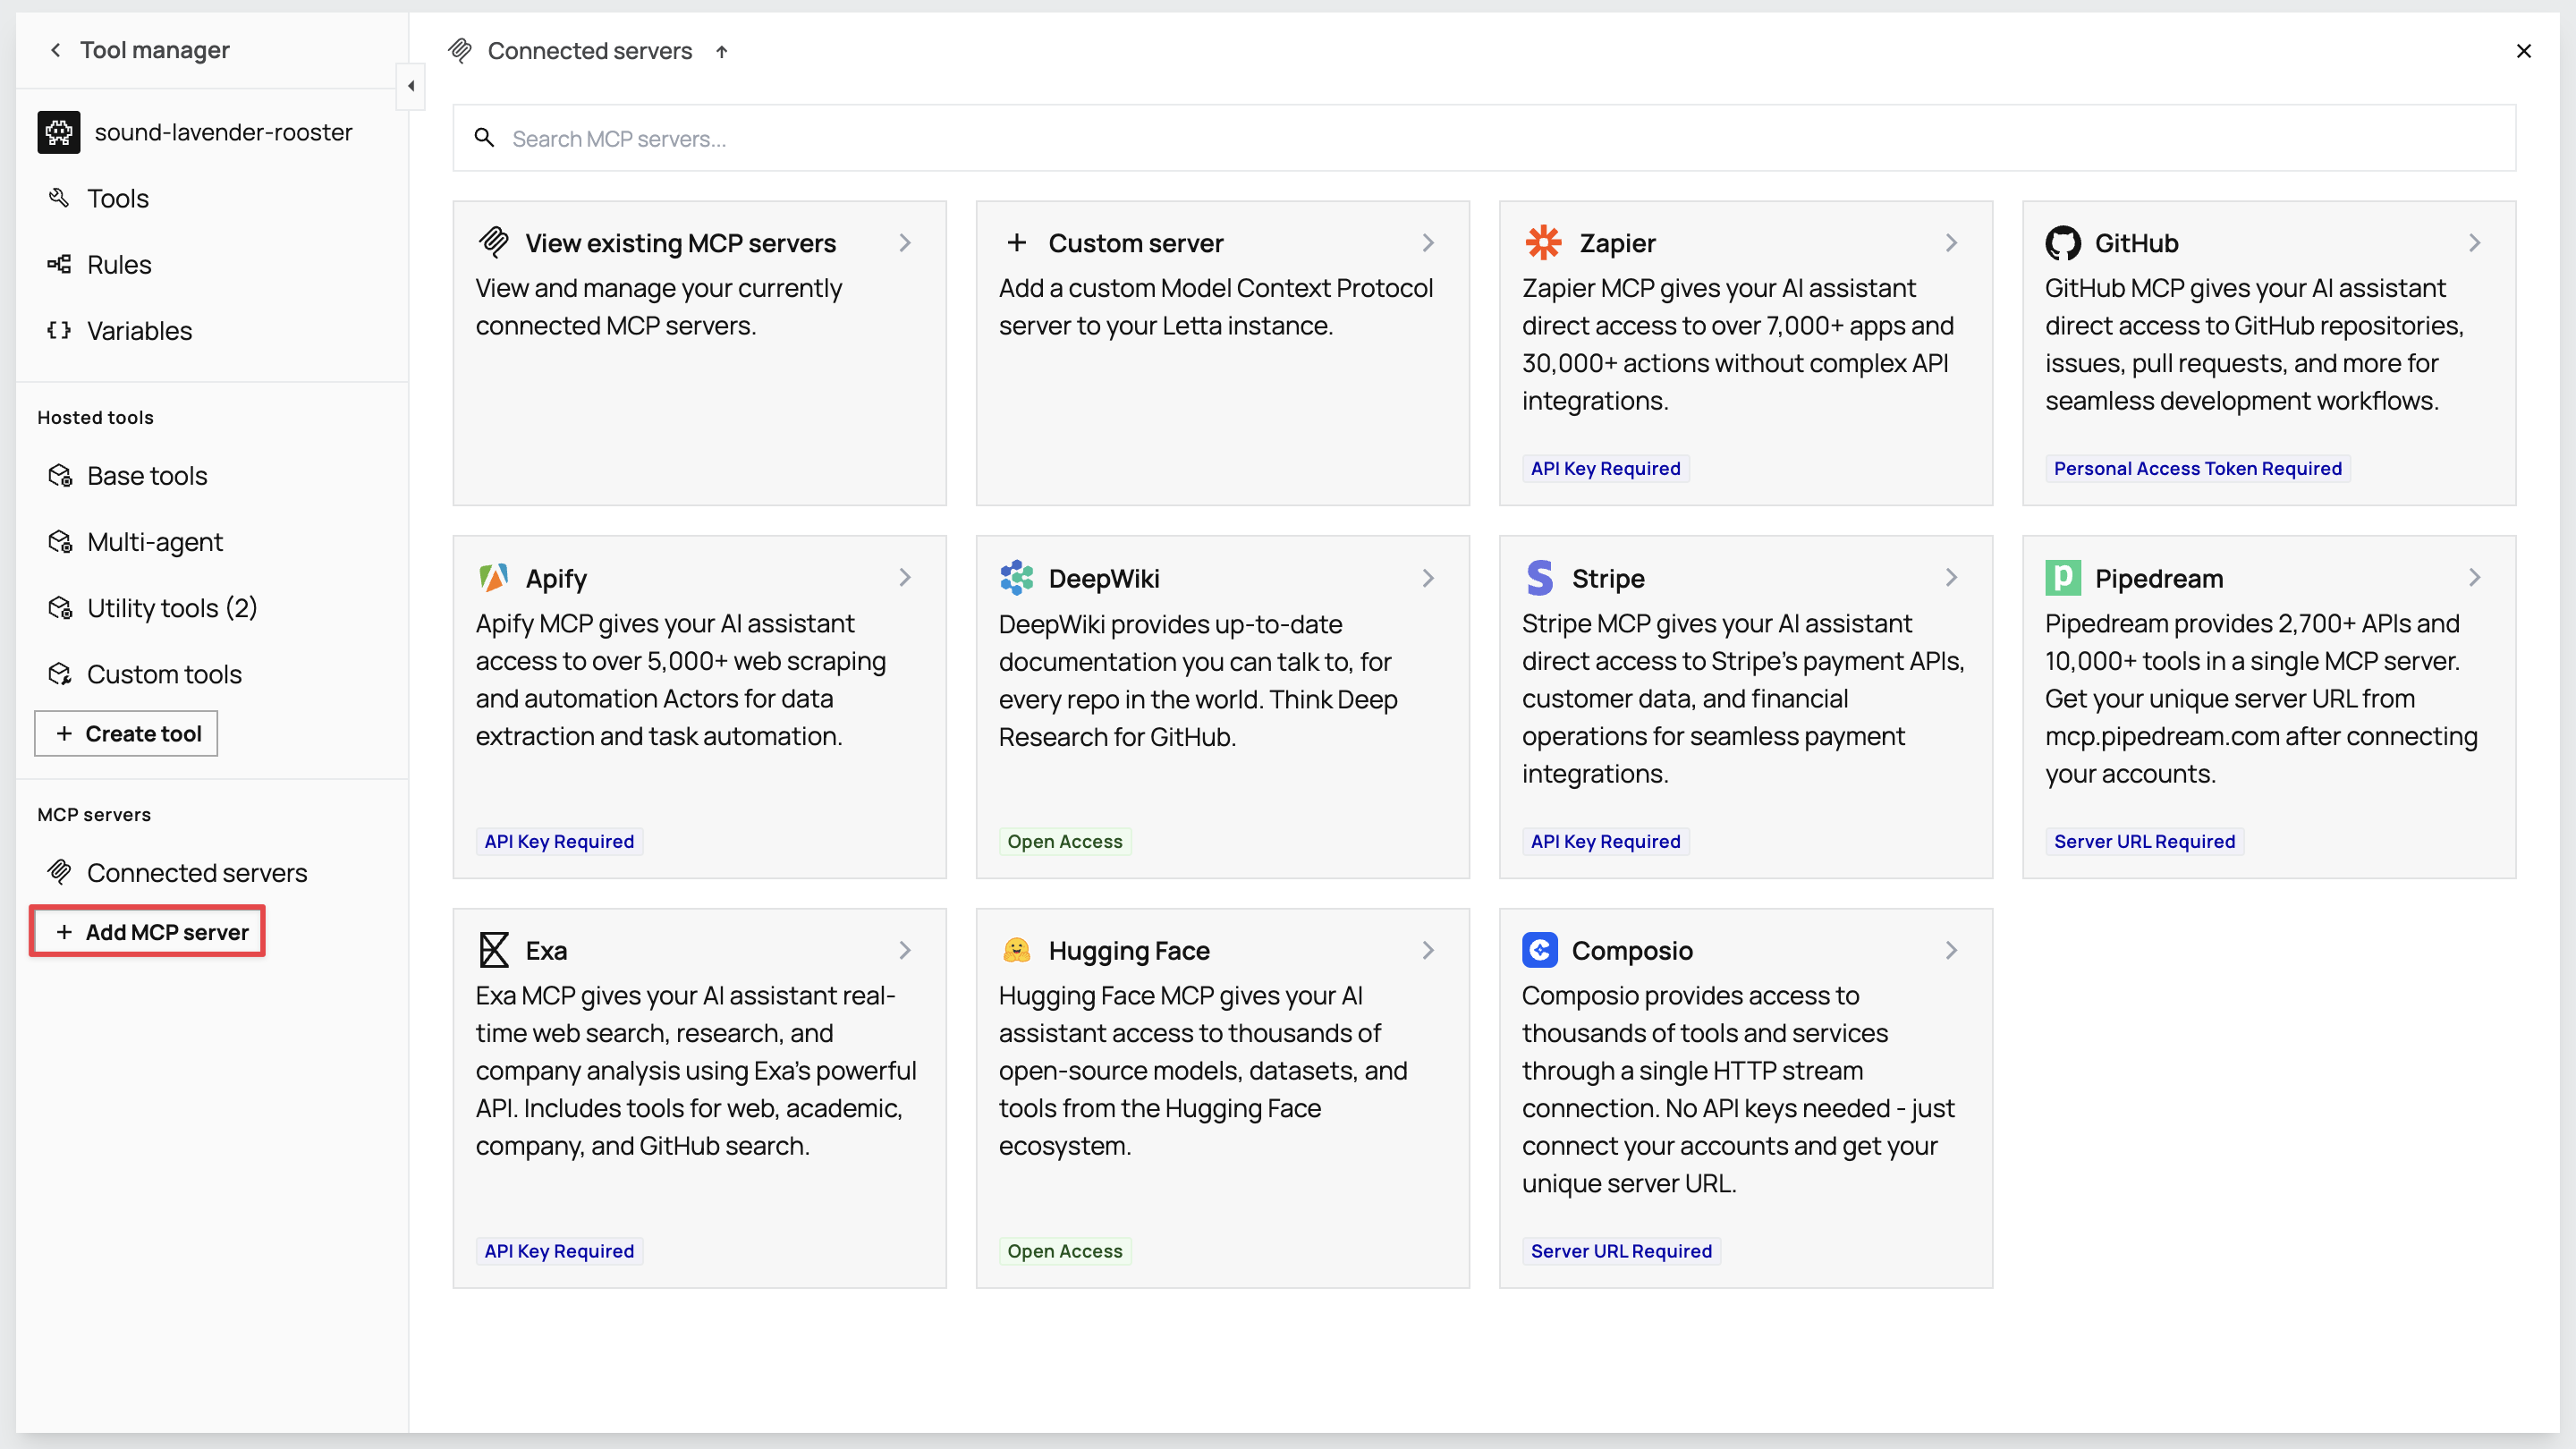 Tool manager
sound-lavender-rooster
Tools
Rules
Variables
Hosted tools
Base tools
Multi-agent
Utility tools (2)
Custom tools
+ Create tool
MCP servers
Connected servers
+ Add MCP server
Connected servers
Search MCP servers...
View existing MCP servers
View and manage your currently
connected MCP servers.
Custom server
Add a custom Model Context Protocol
server to your Letta instance.
Zapier
Zapier MCP gives your AI assistant
direct access to over 7,000+ apps and
30,000+ actions without complex API
integrations.
API Key Required
GitHub
GitHub MCP gives your AI assistant
direct access to GitHub repositories,
issues, pull requests, and more for
seamless development workflows.
Personal Access Token Required
Apify
Apify MCP gives your AI assistant
access to over 5,000+ web scraping
and automation Actors for data
extraction and task automation.
API Key Required
DeepWiki
DeepWiki provides up-to-date
documentation you can talk to, for
every repo in the world. Think Deep
Research for GitHub.
Open Access
Stripe
Stripe MCP gives your AI assistant
direct access to Stripe's payment APIs,
customer data, and financial
operations for seamless payment
integrations.
API Key Required
Pipedream
Pipedream provides 2,700+ APIs and
10,000+ tools in a single MCP server.
Get your unique server URL from
mcp.pipedream.com after connecting
your accounts.
Server URL Required
Exa
Exa MCP gives your AI assistant real-
time web search, research, and
company analysis using Exa's powerful
API. Includes tools for web, academic,
company, and GitHub search.
API Key Required
Hugging Face
Hugging Face MCP gives your AI
assistant access to thousands of
open-source models, datasets, and
tools from the Hugging Face
ecosystem.
Open Access
Composio
Composio provides access to
thousands of tools and services
through a single HTTP stream
connection. No API keys needed - just
connect your accounts and get your
unique server URL.
Server URL Required